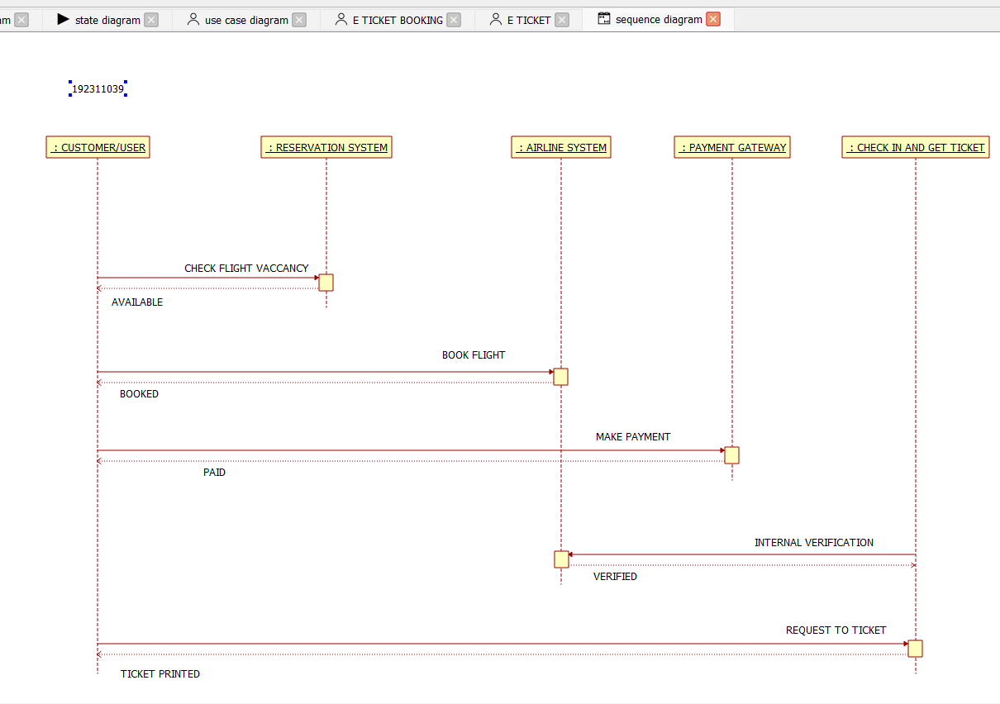 am state diagram use case diagram E TICKET BOOKING E TICKET sequence diagram
192311039
: CUSTOMER/USER : RESERVATION SYSTEM : AIRLINE SYSTEM : PAYMENT GATEWAY : CHECK IN AND GET TICKET
CHECK FLIGHT VACCANCY
AVAILABLE
BOOK FLIGHT
BOOKED
MAKE PAYMENT
PAID
INTERNAL VERIFICATION
VERIFIED
REQUEST TO TICKET
TICKET PRINTED